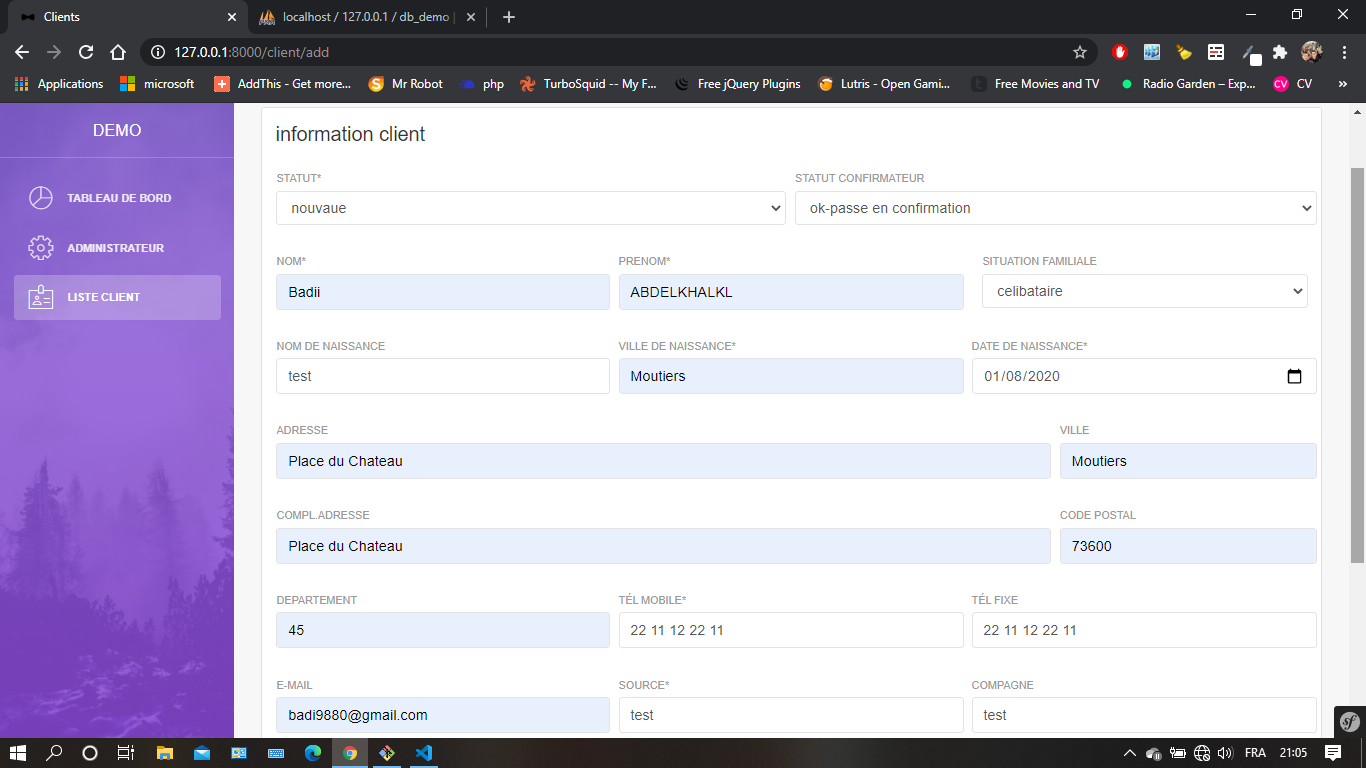 Clients
localhost / 127.0.0.1 / db_demo
127.0.0.1:8000/client/add
Applications
microsoft
AddThis - Get more...
Mr Robot
php
TurboSquid -- My F...
Free jQuery Plugins
Lutris - Open Gami...
Free Movies and TV
Radio Garden – Exp...
CV CV
»
DEMO
TABLEAU DE BORD
ADMINISTRATEUR
LISTE CLIENT
information client
STATUT* STATUT CONFIRMATEUR
nouvaue ok-passe en confirmation
NOM* PRENOM* SITUATION FAMILIALE
Badii ABDELKHALKL celibataire
NOM DE NAISSANCE VILLE DE NAISSANCE* DATE DE NAISSANCE*
test Moutiers 01/08/2020
ADRESSE VILLE
Place du Chateau Moutiers
COMPL.ADRESSE CODE POSTAL
Place du Chateau 73600
DEPARTEMENT TÉL MOBILE* TÉL FIXE
45 22 11 12 22 11 22 11 12 22 11
E-MAIL SOURCE* COMPAGNE
badi9880@gmail.com test test
sf
FRA 21:05